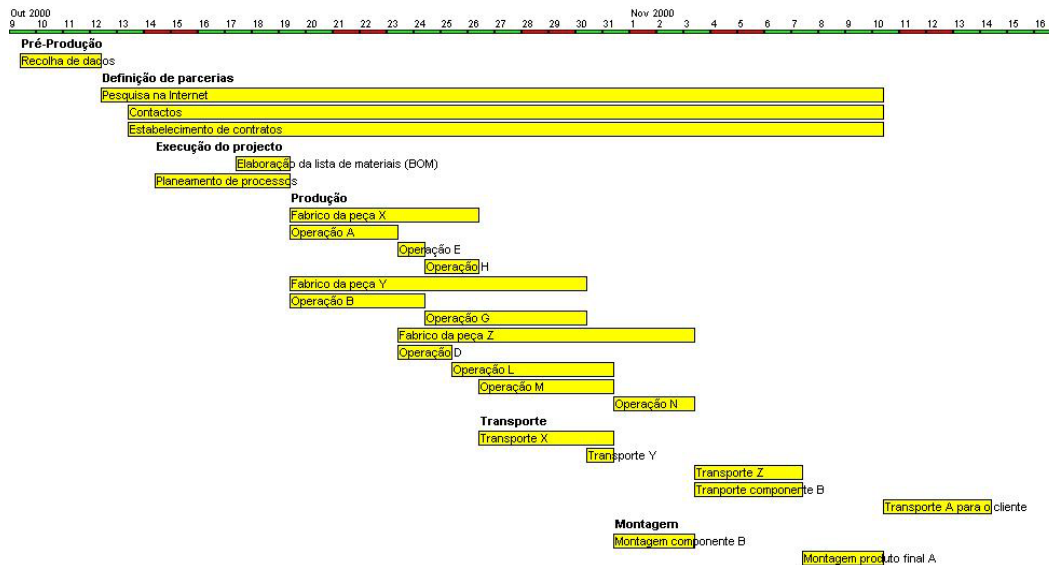 Out 2000 Nov 2000
9 10 11 12 13 14 15 16 17 18 19 20 21 22 23 24 25 26 27 28 29 30 31 1 2 3 4 5 6 7 8 9 10 11 12 13 14 15 16
Pré-Produção
Recolha de dados
Definição de parcerias
Pesquisa na Internet
Contactos
Estabelecimento de contratos
Execução do projecto
Elaboração da lista de materiais (BOM)
Planeamento de processos
Produção
Fabrico da peça X
Operação A
Operação E
Operação H
Fabrico da peça Y
Operação B
Operação G
Fabrico da peça Z
Operação D
Operação L
Operação M
Operação N
Transporte
Transporte X
Transporte Y
Transporte Z
Tranporte componente B
Transporte A para o cliente
Montagem
Montagem componente B
Montagem produto final A